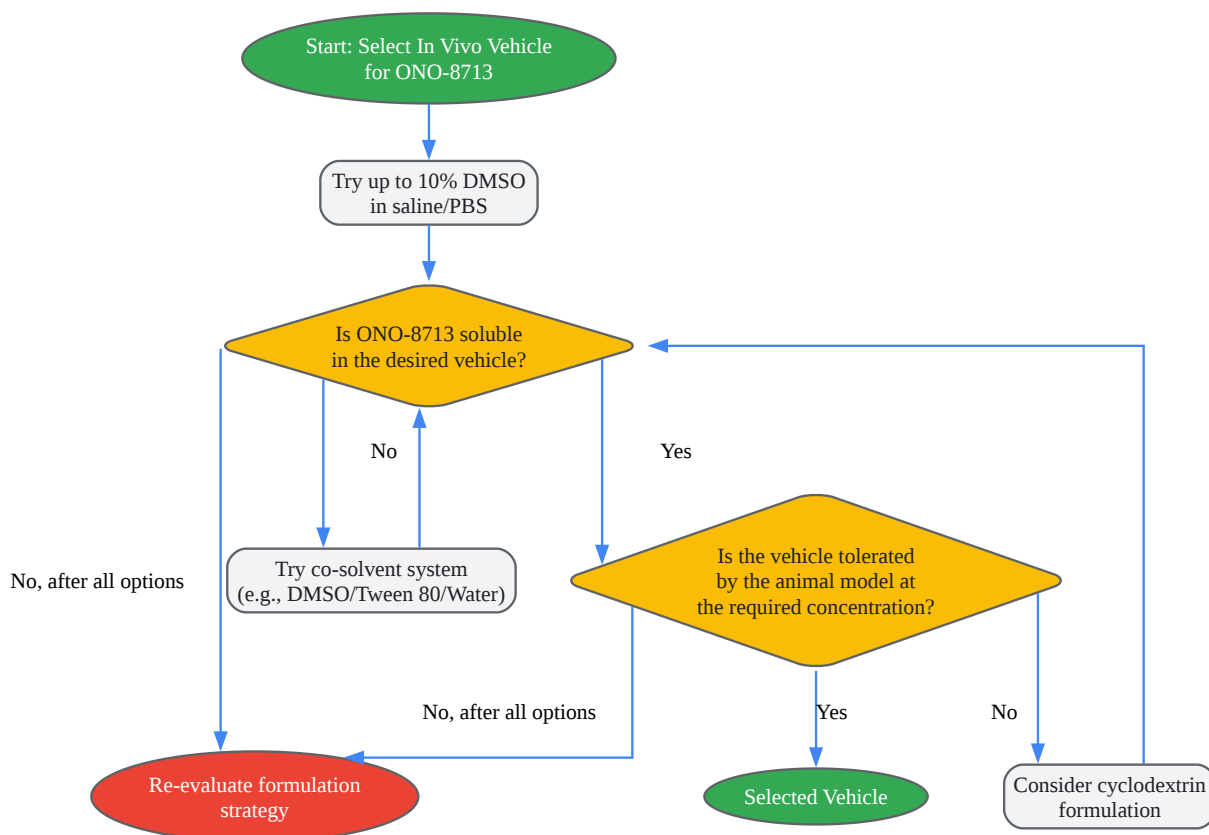 Start: Select In Vivo Vehicle
for ONO-8713
Try up to 10% DMSO
in saline/PBS
Is ONO-8713 soluble
in the desired vehicle?
No
Yes
Try co-solvent system
(e.g., DMSO/Tween 80/Water)
No, after all options
Is the vehicle tolerated
by the animal model at
the required concentration?
No, after all options
Yes
No
Re-evaluate formulation
strategy
Selected Vehicle
Consider cyclodextrin
formulation